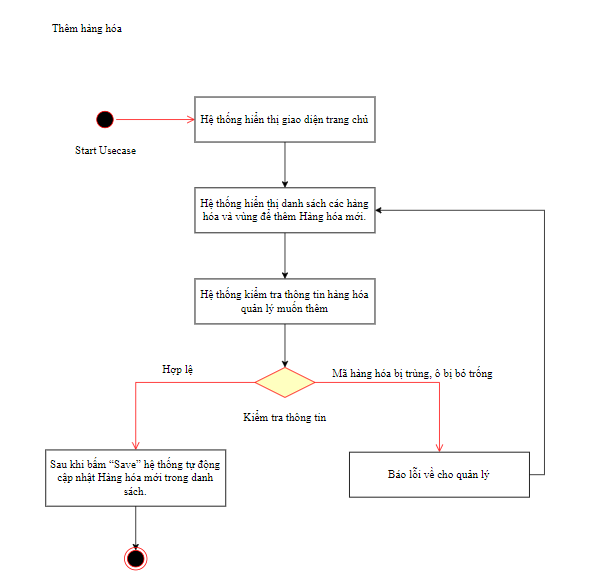 Thêm hàng hóa
Hệ thống hiển thị giao diện trang chủ
Start Usecase
Hệ thống hiển thị danh sách các hàng
hóa và vùng để thêm Hàng hóa mới.
Hệ thống kiểm tra thông tin hàng hóa
quản lý muốn thêm
Hợp lệ
Mã hàng hóa bị trùng, ô bị bỏ trống
Kiểm tra thông tin
Sau khi bấm “Save” hệ thống tự động
cập nhật Hàng hóa mới trong danh
sách.
Báo lỗi về cho quản lý